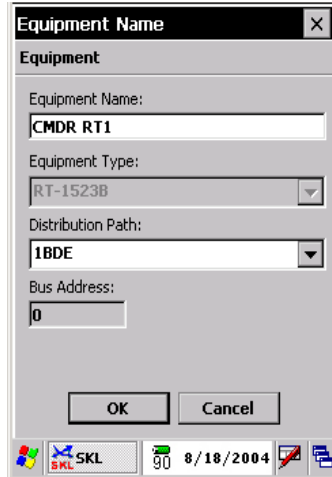 Equipment Name
Equipment
Equipment Name:
CMDR RT1
Equipment Type:
RT-1523B
Distribution Path:
1BDE
Bus Address:
0
OK Cancel
SKL SKL 90 8/18/2004